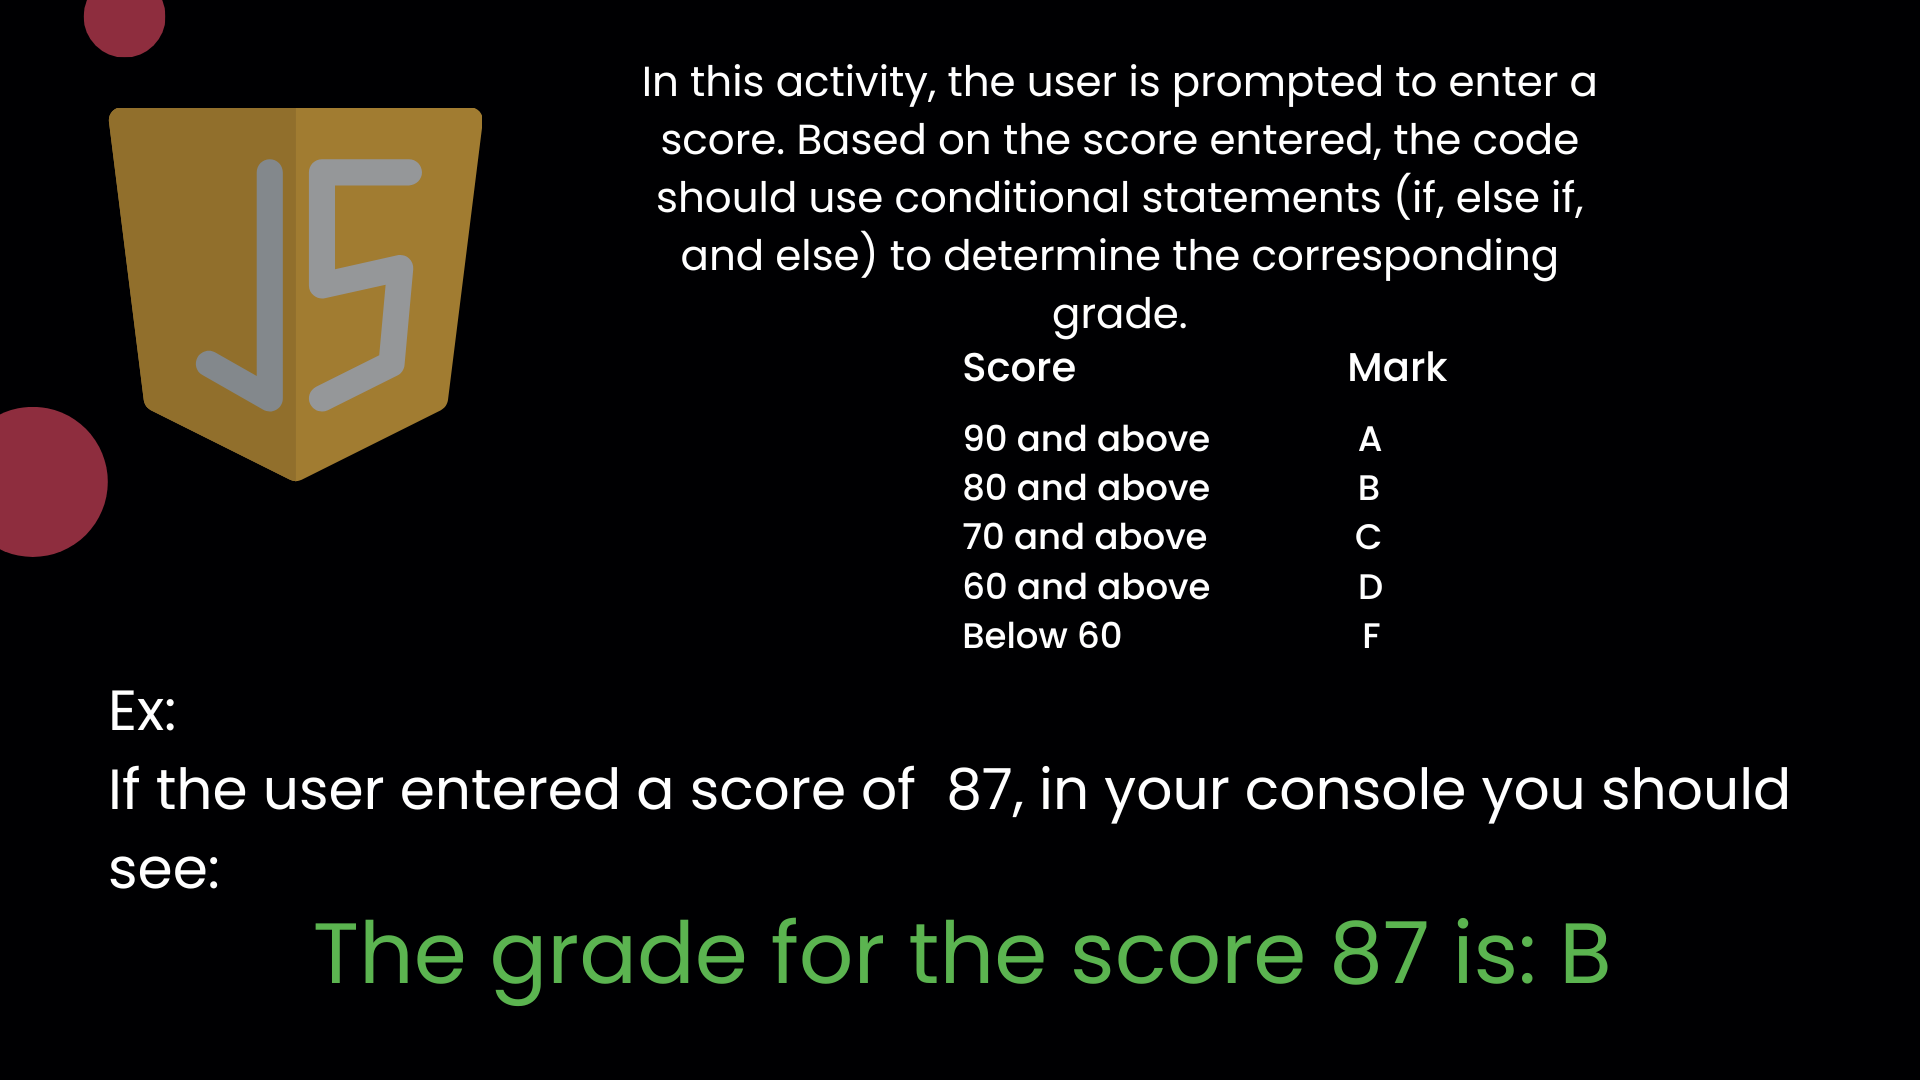 JS
In this activity, the user is prompted to enter a
score. Based on the score entered, the code
should use conditional statements (if, else if,
and else) to determine the corresponding
grade.
Score Mark
90 and above A
80 and above B
70 and above C
60 and above D
Below 60 F
Ex:
If the user entered a score of 87, in your console you should
see:
The grade for the score 87 is: B